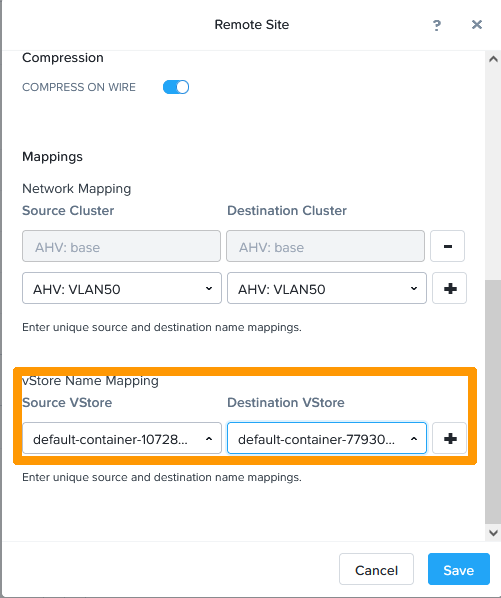 Remote Site ? ×
Compression
COMPRESS ON WIRE
Mappings
Network Mapping
Source Cluster Destination Cluster
AHV: base AHV: base -
AHV: VLAN50 AHV: VLAN50 +
Enter unique source and destination name mappings.
vStore Name Mapping
Source VStore Destination VStore
default-container-10728... default-container-77930... +
Enter unique source and destination name mappings.
Cancel Save